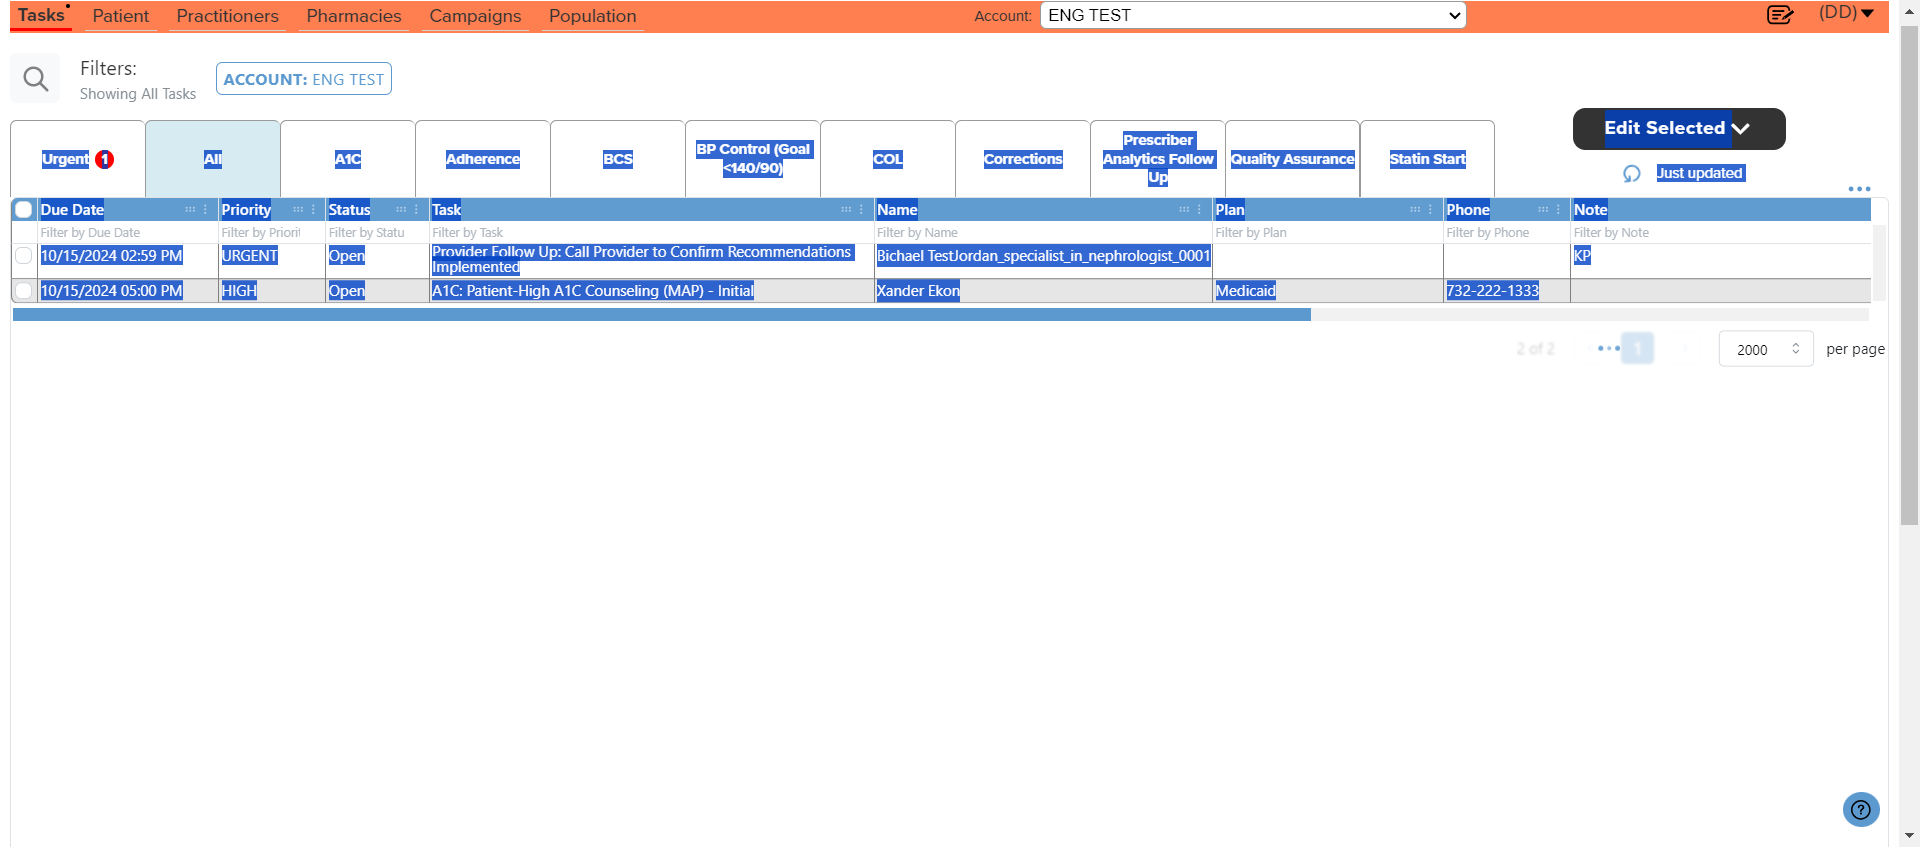 Tasks Patient Practitioners Pharmacies Campaigns Population Account: ENG TEST (DD)
Filters:
Showing All Tasks
ACCOUNT: ENG TEST
Urgent 1
All
A1C
Adherence
BCS
BP Control (Goal
<140/90)
COL
Corrections
Prescriber
Analytics Follow
Up
Quality Assurance
Statin Start
Edit Selected
Just updated
Due Date Priority Status Task Name Plan Phone Note
Filter by Due Date Filter by Priorit Filter by Statu Filter by Task Filter by Name Filter by Plan Filter by Phone Filter by Note
10/15/2024 02:59 PM URGENT Open Provider Follow Up: Call Provider to Confirm Recommendations
Implemented
Bichael TestJordan_specialist_in_nephrologist_0001 KP
10/15/2024 05:00 PM HIGH Open A1C: Patient-High A1C Counseling (MAP) - Initial Xander Ekon Medicaid 732-222-1333
2 of 2 1 2000 per page